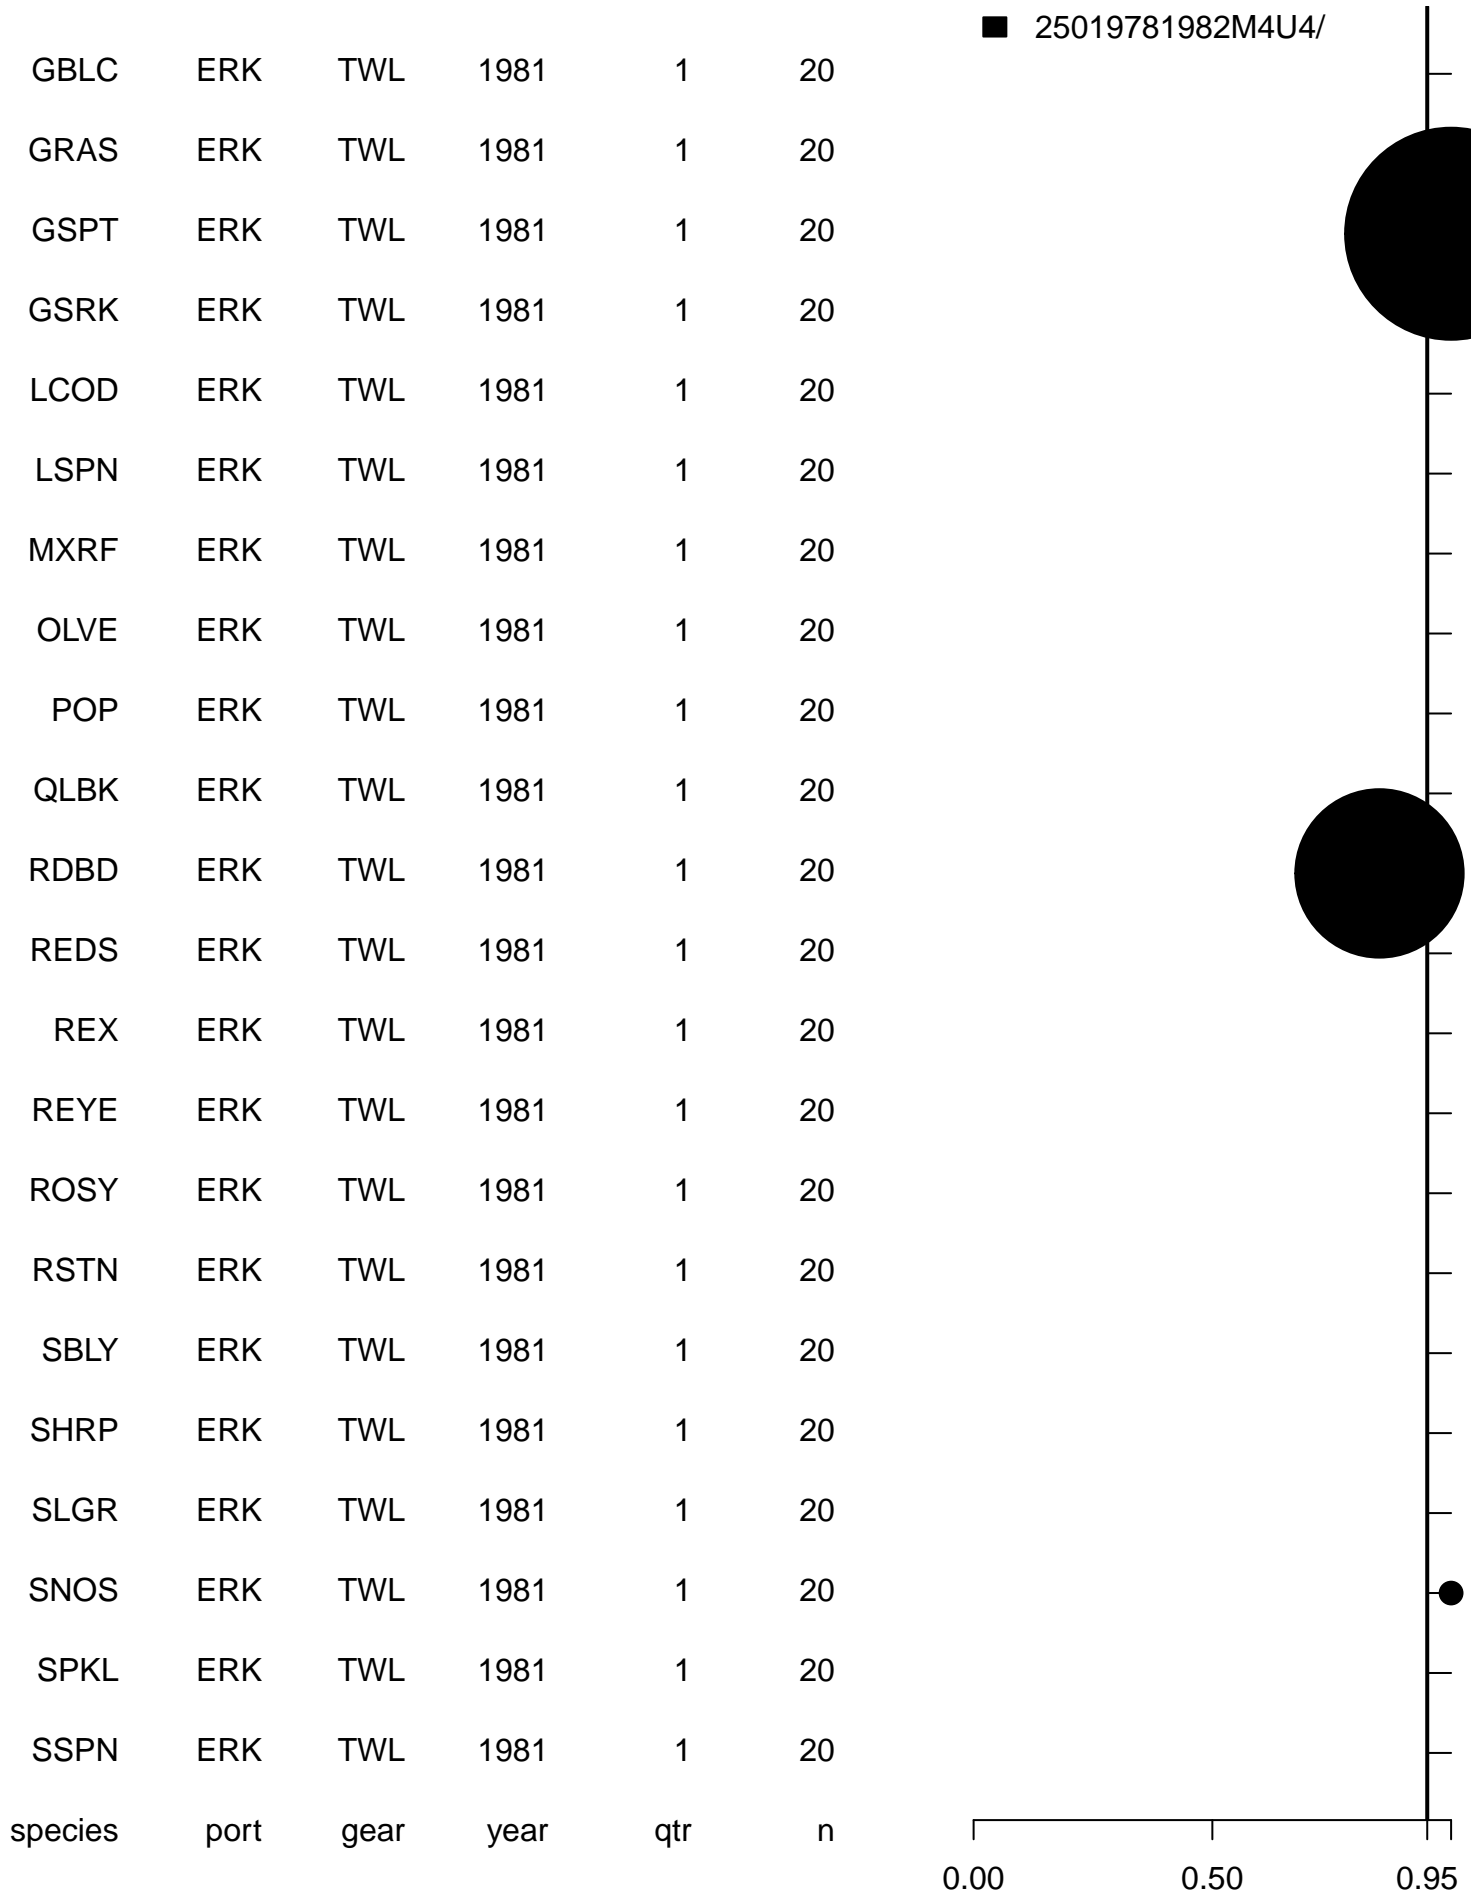 25019781982M4U4/
GBLC ERK TWL 1981 1 20
GRAS ERK TWL 1981 1 20
GSPT ERK TWL 1981 1 20
GSRK ERK TWL 1981 1 20
LCOD ERK TWL 1981 1 20
LSPN ERK TWL 1981 1 20
MXRF ERK TWL 1981 1 20
OLVE ERK TWL 1981 1 20
POP ERK TWL 1981 1 20
QLBK ERK TWL 1981 1 20
RDBD ERK TWL 1981 1 20
REDS ERK TWL 1981 1 20
REX ERK TWL 1981 1 20
REYE ERK TWL 1981 1 20
ROSY ERK TWL 1981 1 20
RSTN ERK TWL 1981 1 20
SBLY ERK TWL 1981 1 20
SHRP ERK TWL 1981 1 20
SLGR ERK TWL 1981 1 20
SNOS ERK TWL 1981 1 20
SPKL ERK TWL 1981 1 20
SSPN ERK TWL 1981 1 20
species port gear year qtr n
0.00 0.50 0.95